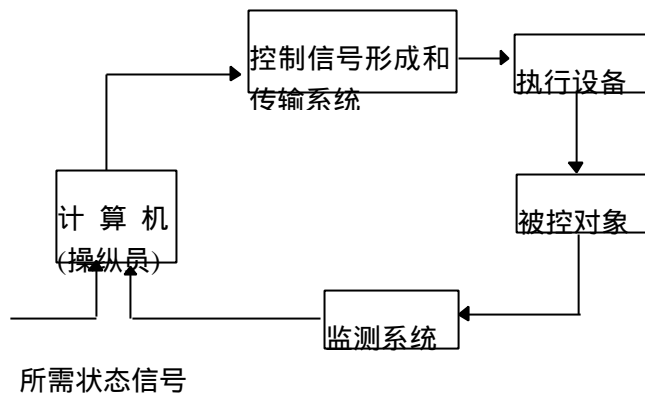 控制信号形成和
传输系统
执行设备
计算机
(操纵员)
被控对象
监测系统
所需状态信号